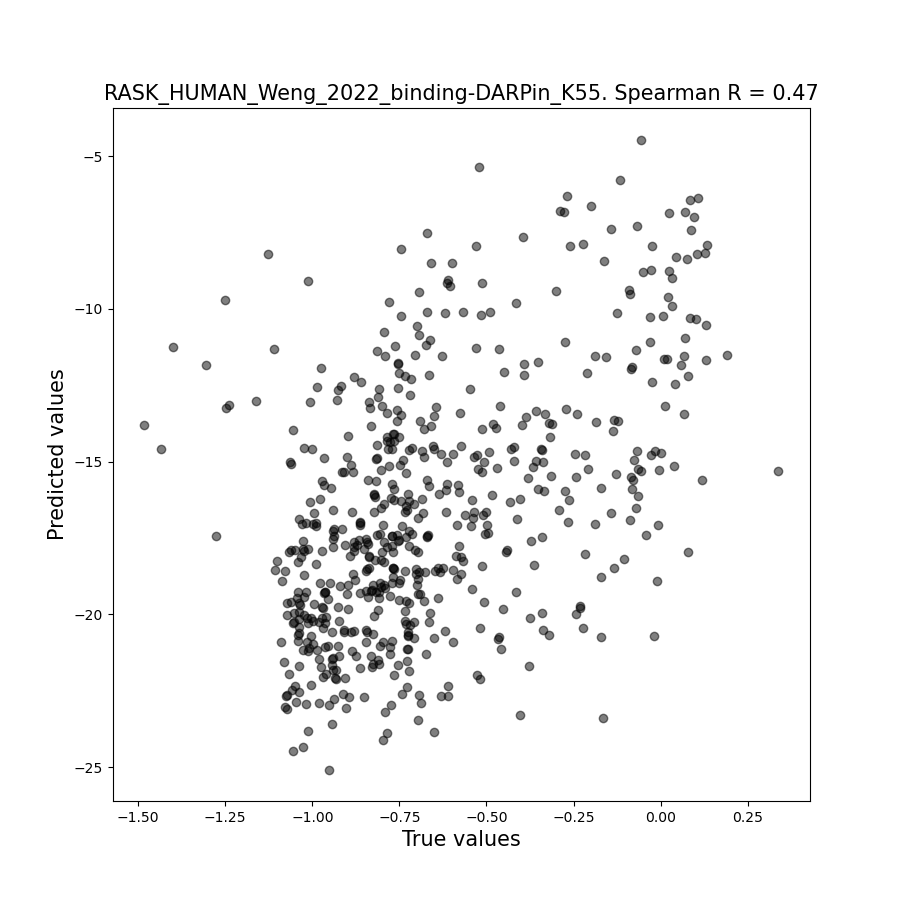 RASK_HUMAN_Weng_2022_binding-DARPin_K55. Spearman R = 0.47
Predicted values
−5
−10
−15
−20
−25
−1.50 −1.25 −1.00 −0.75 −0.50 −0.25 0.00 0.25
True values